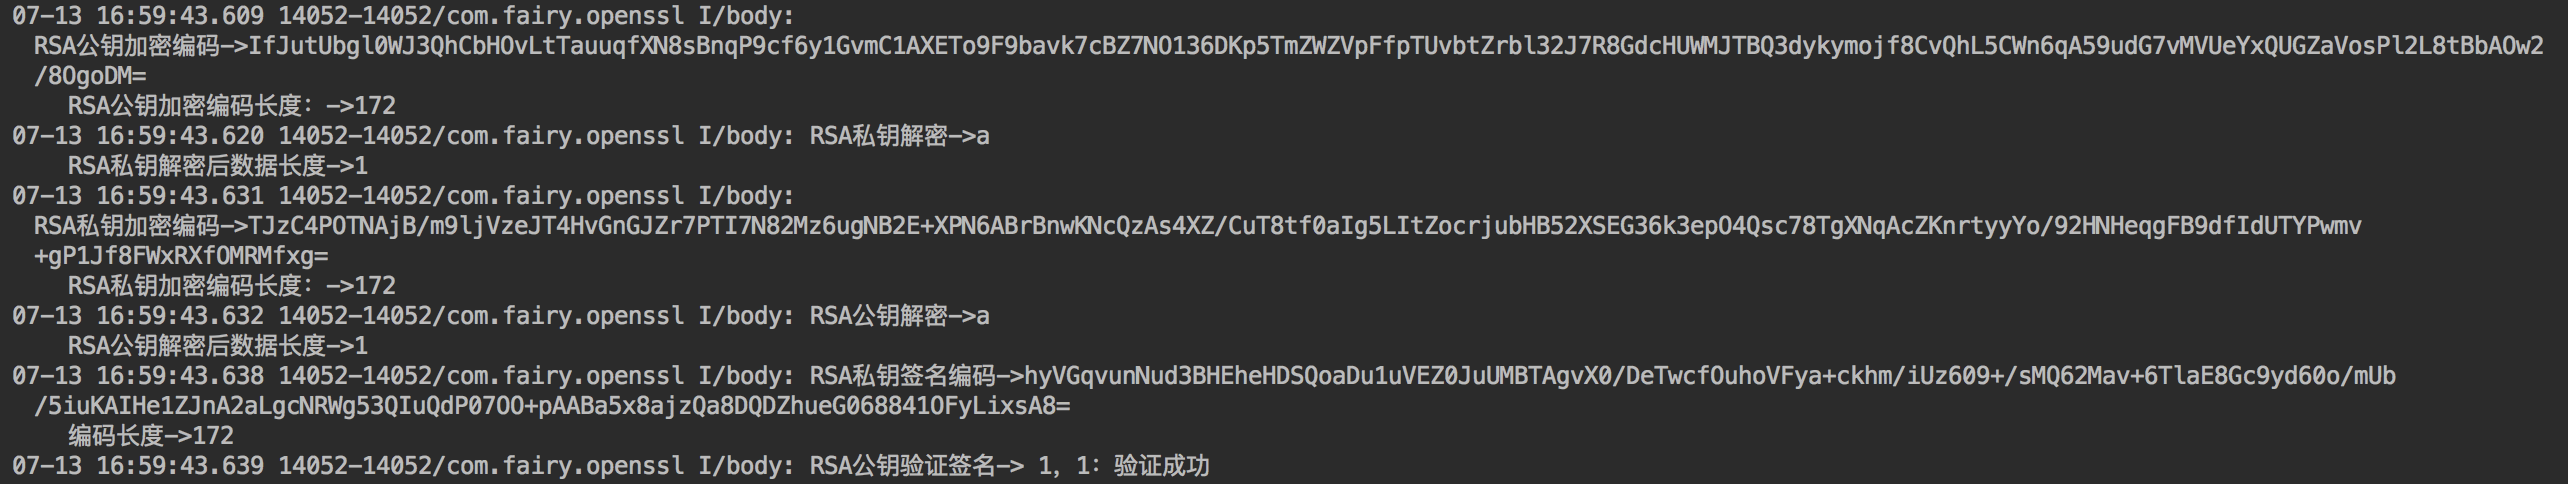 07-13 16:59:43.609 14052-14052/com.fairy.openssl I/body:
RSA公钥加密编码->IfJutUbgl0WJ3QhCbHOvLtTauuqfXN8sBnqP9cf6y1GvmC1AXETo9F9bavk7cBZ7NO136DKp5TmZWZVpFfpTUvbtZrbl32J7R8GdcHUWMJTBQ3dykymojf8CvQhL5CWn6qA59udG7vMVUeYxQUGZaVosPl2L8tBbAOw2
/8OgoDM=
RSA公钥加密编码长度：->172
07-13 16:59:43.620 14052-14052/com.fairy.openssl I/body: RSA私钥解密->a
RSA私钥解密后数据长度->1
07-13 16:59:43.631 14052-14052/com.fairy.openssl I/body:
RSA私钥加密编码->TJzC4POTNAjB/m9ljVzeJT4HvGnGJZr7PTI7N82Mz6ugNB2E+XPN6ABrBnwKNcQzAs4XZ/CuT8tf0aIg5LItZocrjubHB52XSEG36k3epO4Qsc78TgXNqAcZKnrtyyYo/92HNHeqgFB9dfIdUTYPwmv
+gP1Jf8FWxRXfOMRMfxg=
RSA私钥加密编码长度：->172
07-13 16:59:43.632 14052-14052/com.fairy.openssl I/body: RSA公钥解密->a
RSA公钥解密后数据长度->1
07-13 16:59:43.638 14052-14052/com.fairy.openssl I/body: RSA私钥签名编码->hyVGqvunNud3BHEheHDSQoaDu1uVEZ0JuUMBTAgvX0/DeTwcfOuhoVFya+ckhm/iUz609+/sMQ62Mav+6TlaE8Gc9yd60o/mUb
/5iuKAIHe1ZJnA2aLgcNRWg53QIuQdP07OO+pAABa5x8ajzQa8DQDZhueG068841OFyLixsA8=
编码长度->172
07-13 16:59:43.639 14052-14052/com.fairy.openssl I/body: RSA公钥验证签名-> 1，1：验证成功